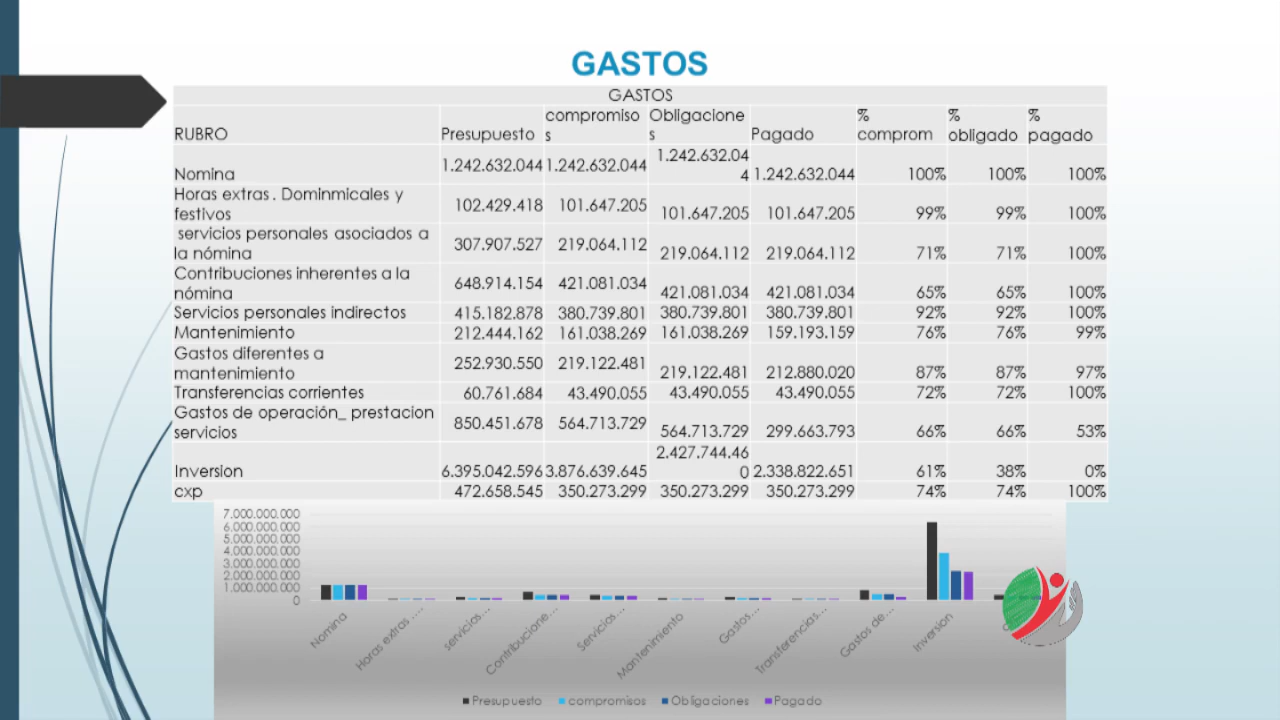 GASTOS
GASTOS
RUBRO Presupuesto compromiso
s Obligacione
s Pagado %
comprom %
obligado %
pagado
Nomina 1.242.632.044 1.242.632.044 1.242.632.04
4 1.242.632.044 100% 100% 100%
Horas extras . Dominmicales y
festivos 102.429.418 101.647.205 101.647.205 101.647.205 99% 99% 100%
servicios personales asociados a
la nómina 307.907.527 219.064.112 219.064.112 219.064.112 71% 71% 100%
Contribuciones inherentes a la
nómina 648.914.154 421.081.034 421.081.034 421.081.034 65% 65% 100%
Servicios personales indirectos 415.182.878 380.739.801 380.739.801 380.739.801 92% 92% 100%
Mantenimiento 212.444.162 161.038.269 161.038.269 159.193.159 76% 76% 99%
Gastos diferentes a
mantenimiento 252.930.550 219.122.481 219.122.481 212.880.020 87% 87% 97%
Transferencias corrientes 60.761.684 43.490.055 43.490.055 43.490.055 72% 72% 100%
Gastos de operación_ prestacion
servicios 850.451.678 564.713.729 564.713.729 299.663.793 66% 66% 53%
Inversion 6.395.042.596 3.876.639.645 2.427.744.46
0 2.338.822.651 61% 38% 0%
cxp 472.658.545 350.273.299 350.273.299 350.273.299 74% 74% 100%
7.000.000.000
6.000.000.000
5.000.000.000
4.000.000.000
3.000.000.000
2.000.000.000
1.000.000.000
0
Nomina
Horas extras ....
servicios...
Contribucione...
Servicios...
Mantenimiento
Gastos...
Transferencias...
Gastos de...
Inversion
Presupuesto compromisos Obligaciones Pagado